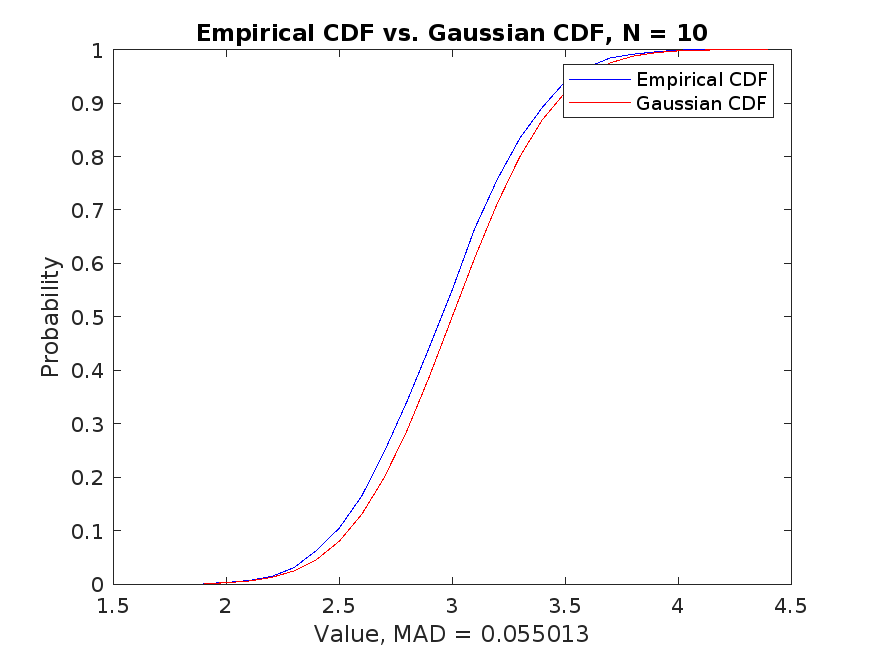 Empirical CDF vs. Gaussian CDF, N = 10
Empirical CDF
Gaussian CDF
Probability
1
0.9
0.8
0.7
0.6
0.5
0.4
0.3
0.2
0.1
0
1.5 2 2.5 3 3.5 4 4.5
Value, MAD = 0.055013